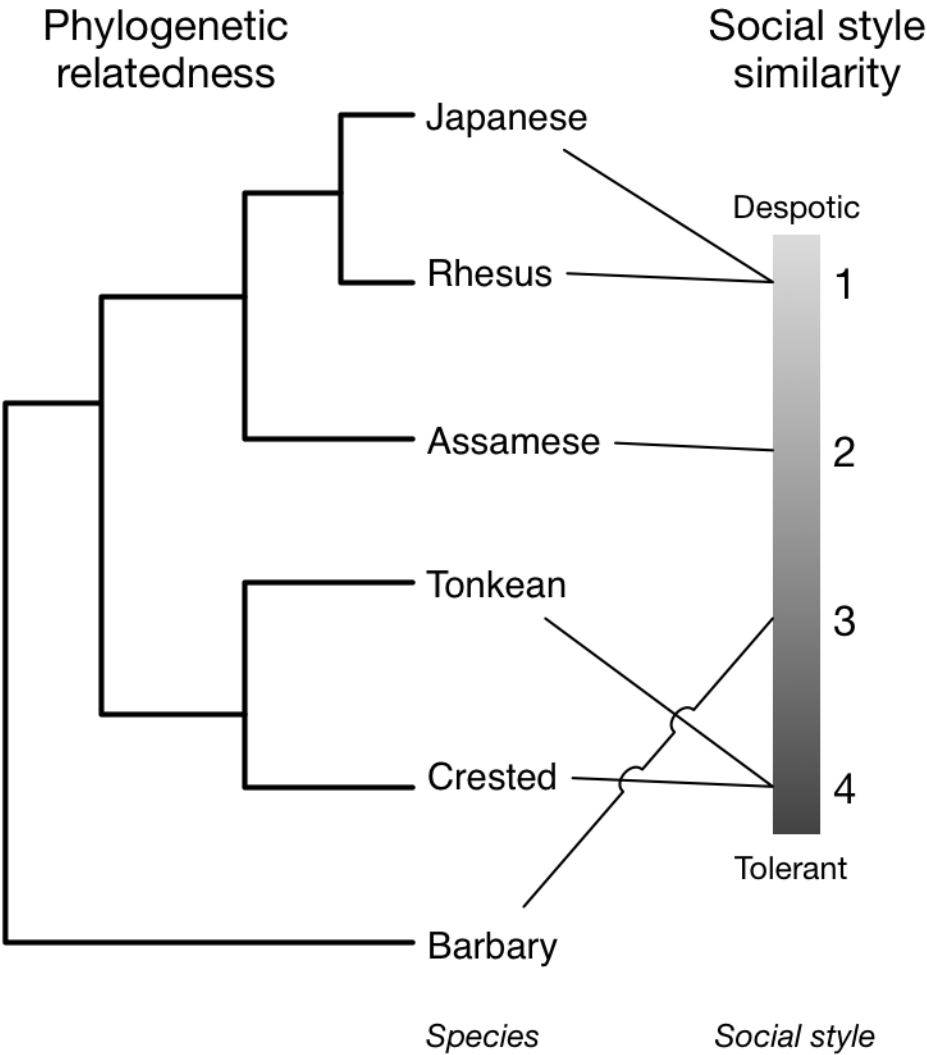 Phylogenetic
relatedness
Social style
similarity
Japanese
Despotic
Rhesus
1
Assamese
2
Tonkean
3
Crested
4
Tolerant
Barbary
Species
Social style